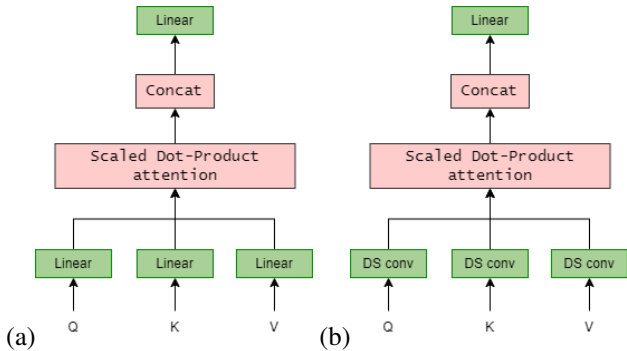 Linear
Concat
Scaled Dot-Product
attention
Linear Linear Linear
(a) Q K V
Linear
Concat
Scaled Dot-Product
attention
DS conv DS conv DS conv
(b) Q K V